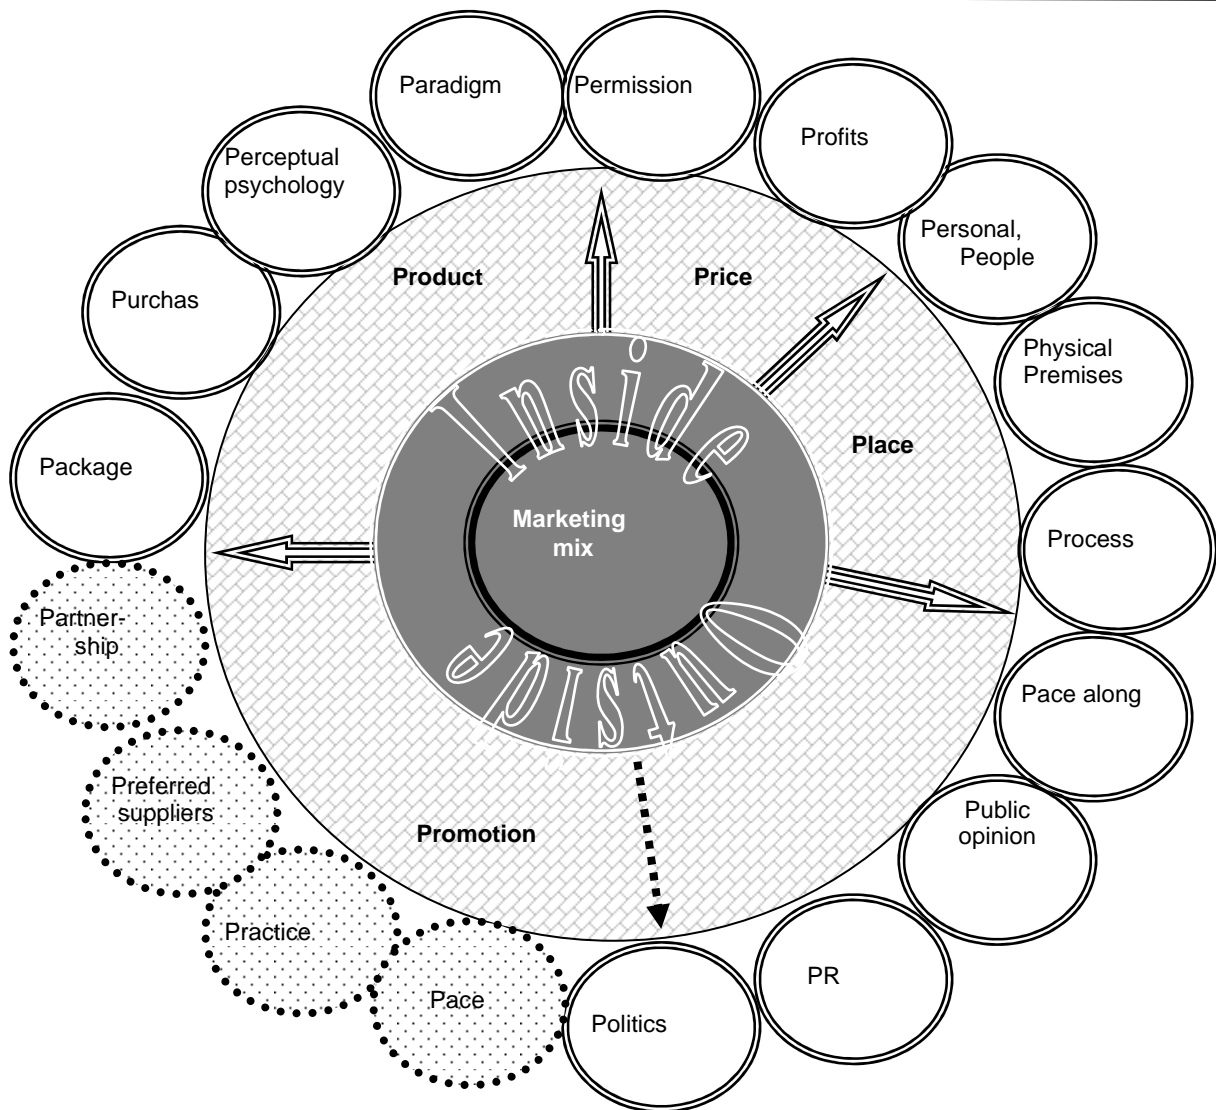 Paradigm
Permission
Profits
Perceptual
psychology
Personal,
People
Purchas
Product
Price
Physical
Premises
Inside
Place
Package
Marketing
mix
Process
Partner-
ship
Outside
Pace along
Preferred
suppliers
Promotion
Public
opinion
Practice
PR
Pace
Politics